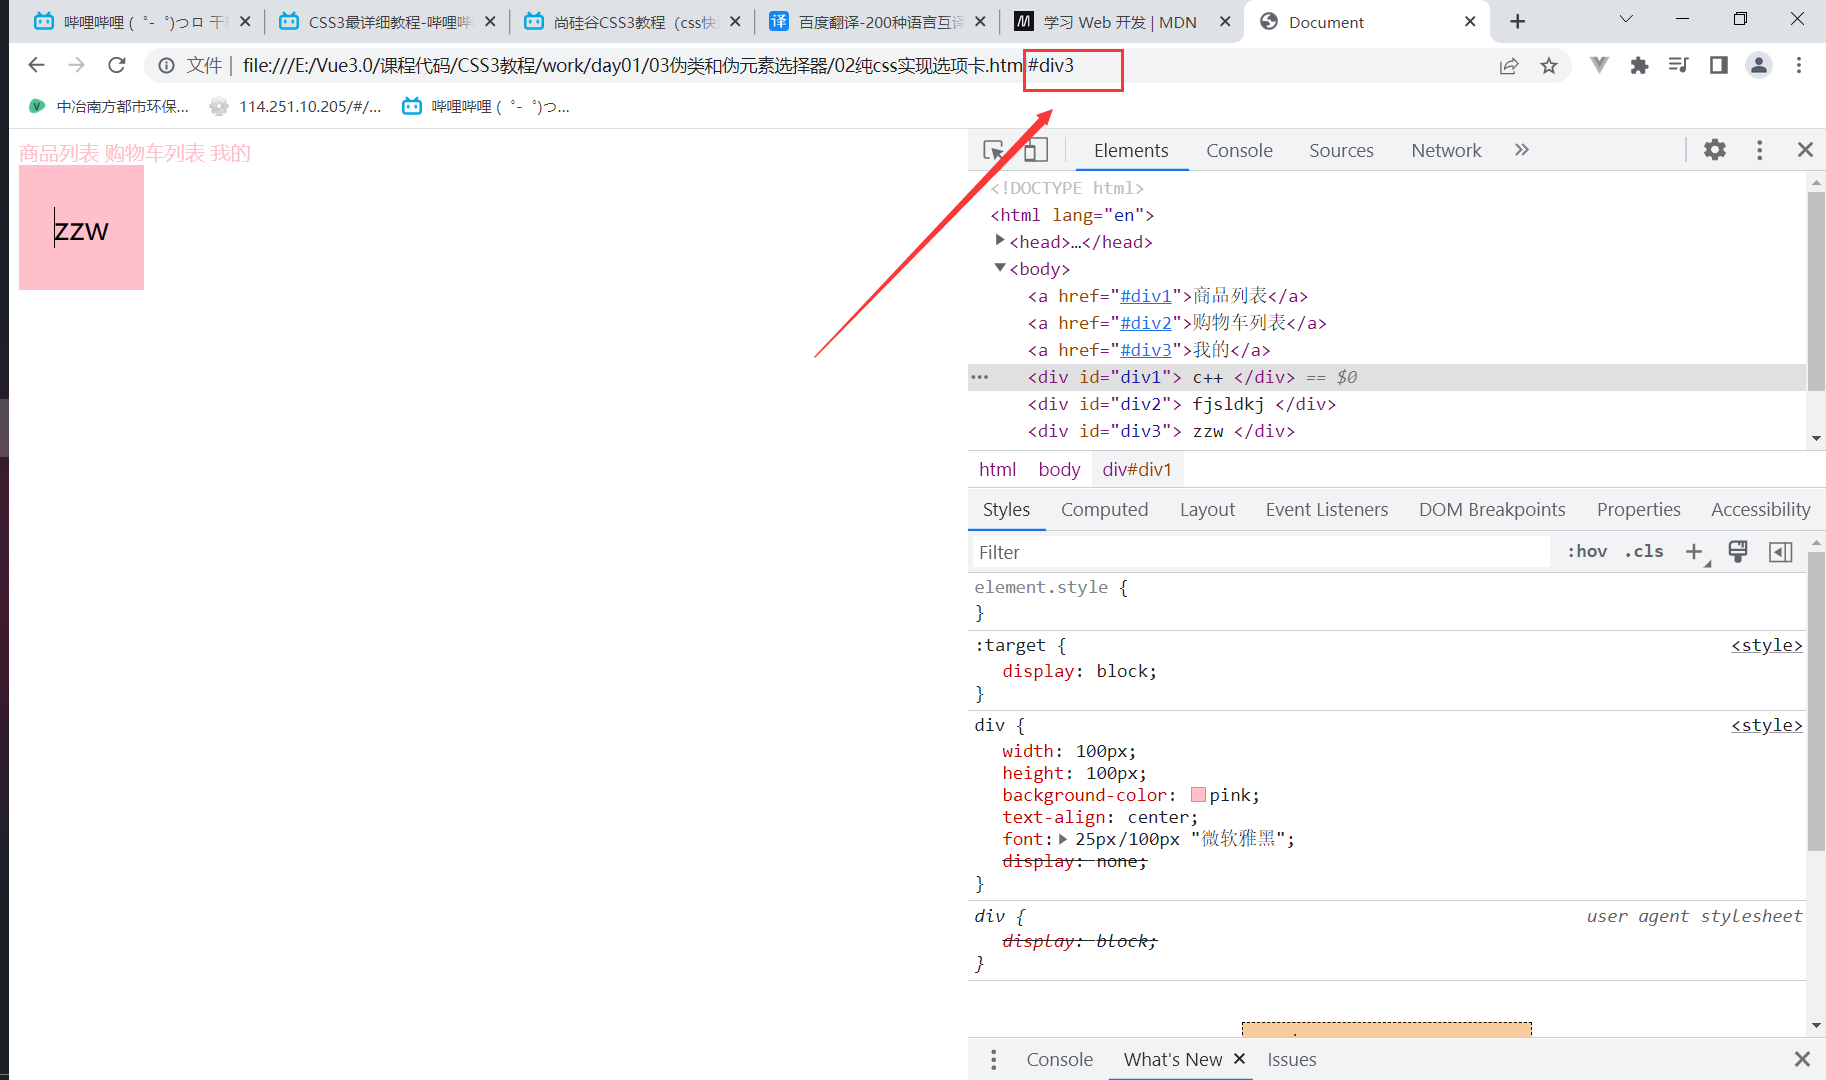 哔哩哔哩 ( ゜- ゜)つロ 干杯
CSS3最详细教程-哔哩哔哩
尚硅谷CSS3教程（css快
百度翻译-200种语言互译
学习 Web 开发 | MDN
Document
文件 | file:///E:/Vue3.0/课程代码/CSS3教程/work/day01/03伪类和伪元素选择器/02纯css实现选项卡.html#div3
中冶南方都市环保...
114.251.10.205/#/...
哔哩哔哩 ( ゜- ゜)つ...
商品列表 购物车列表 我的
zzw
Elements Console Sources Network »
<!DOCTYPE html>
<html lang="en">
<head>…</head>
<body>
<a href="#div1">商品列表</a>
<a href="#div2">购物车列表</a>
<a href="#div3">我的</a>
<div id="div1"> c++ </div> == $0
<div id="div2"> fjsldkj </div>
<div id="div3"> zzw </div>
html body div#div1
Styles Computed Layout Event Listeners DOM Breakpoints Properties Accessibility
Filter :hov .cls +
element.style {
}
:target { <style>
display: block;
}
div { <style>
width: 100px;
height: 100px;
background-color: pink;
text-align: center;
font: 25px/100px "微软雅黑";
display: none;
}
div { user agent stylesheet
display: block;
}
Console What's New Issues